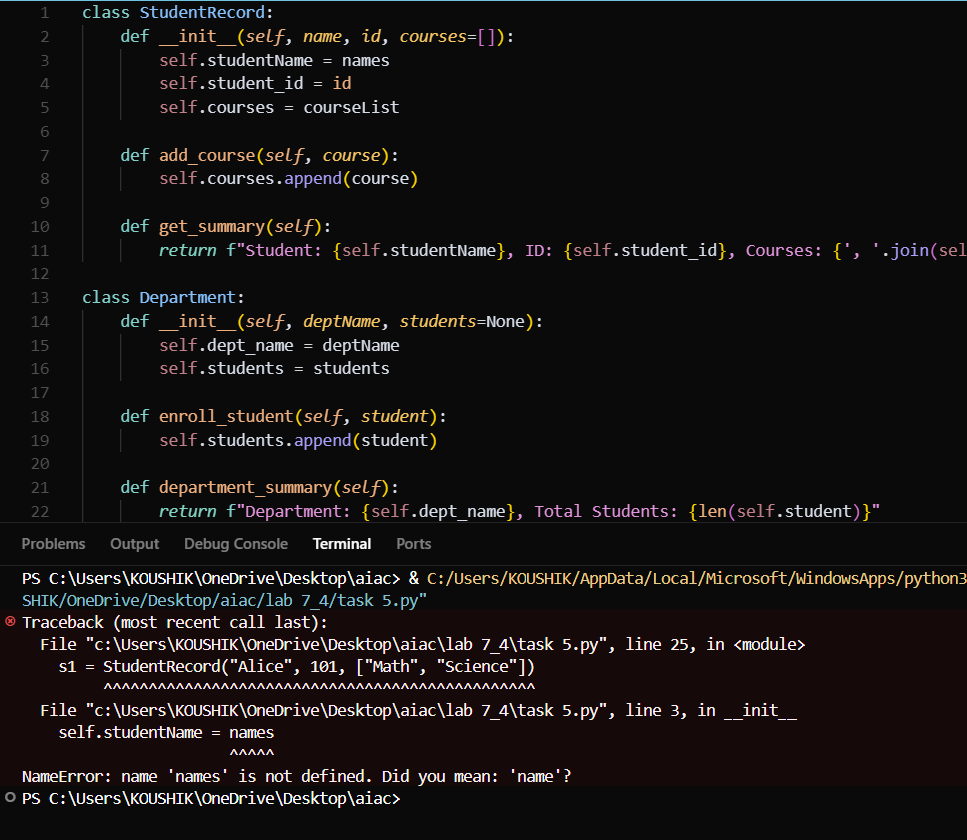 1 class StudentRecord:
2 def __init__(self, name, id, courses=[]):
3 self.studentName = names
4 self.student_id = id
5 self.courses = courseList
6
7 def add_course(self, course):
8 self.courses.append(course)
9
10 def get_summary(self):
11 return f"Student: {self.studentName}, ID: {self.student_id}, Courses: {', '.join(sel
12
13 class Department:
14 def __init__(self, deptName, students=None):
15 self.dept_name = deptName
16 self.students = students
17
18 def enroll_student(self, student):
19 self.students.append(student)
20
21 def department_summary(self):
22 return f"Department: {self.dept_name}, Total Students: {len(self.student)}"
Problems Output Debug Console Terminal Ports
PS C:\Users\KOUSHIK\OneDrive\Desktop\aiac> & C:/Users/KOUSHIK/AppData/Local/Microsoft/WindowsApps/python3
SHIK/OneDrive/Desktop/aiac/lab 7_4/task 5.py"
Traceback (most recent call last):
File "c:\Users\KOUSHIK\OneDrive\Desktop\aiac\lab 7_4\task 5.py", line 25, in <module>
s1 = StudentRecord("Alice", 101, ["Math", "Science"])
^^^^^^^^^^^^^^^^^^^^^^^^^^^^^^^^^^^^^^^^^^^^^^^^
File "c:\Users\KOUSHIK\OneDrive\Desktop\aiac\lab 7_4\task 5.py", line 3, in __init__
self.studentName = names
^^^^^
NameError: name 'names' is not defined. Did you mean: 'name'?
PS C:\Users\KOUSHIK\OneDrive\Desktop\aiac>